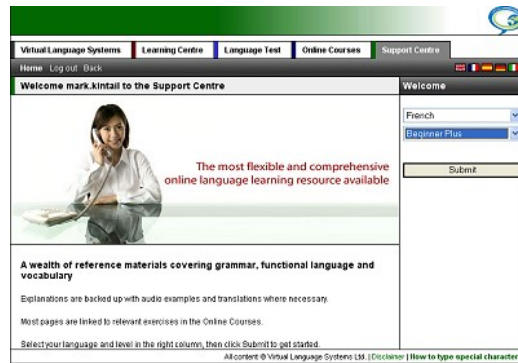 Virtual Language Systems
Learning Centre
Language Test
Online Courses
Support Centre
Home Log out Back
Welcome mark.kintail to the Support Centre
Welcome
French
Beginner Plus
Submit
The most flexible and comprehensive
online language learning resource available
A wealth of reference materials covering grammar, functional language and
vocabulary
Explanations are backed up with audio examples and translations where necessary.
Most pages are linked to relevant exercises in the Online Courses.
Select your language and level in the right column, then click Submit to get started.
All content © Virtual Language Systems Ltd. | Disclaimer | How to type special character